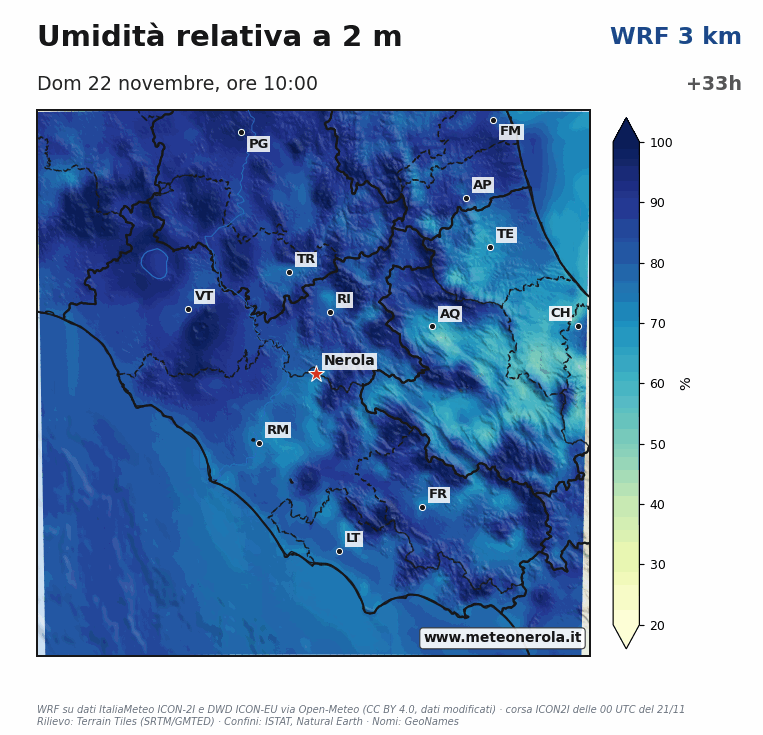 Umidità relativa a 2 m
WRF 3 km
Dom 22 novembre, ore 10:00
+33h
FM
PG
AP
TE
TR
VT
RI
AQ
CH
Nerola
RM
FR
LT
www.meteonerola.it
100
90
80
70
60
50
40
30
20
%
WRF su dati ItaliaMeteo ICON-2I e DWD ICON-EU via Open-Meteo (CC BY 4.0, dati modificati) · corsa ICON2I delle 00 UTC del 21/11
Rilievo: Terrain Tiles (SRTM/GMTED) · Confini: ISTAT, Natural Earth · Nomi: GeoNames